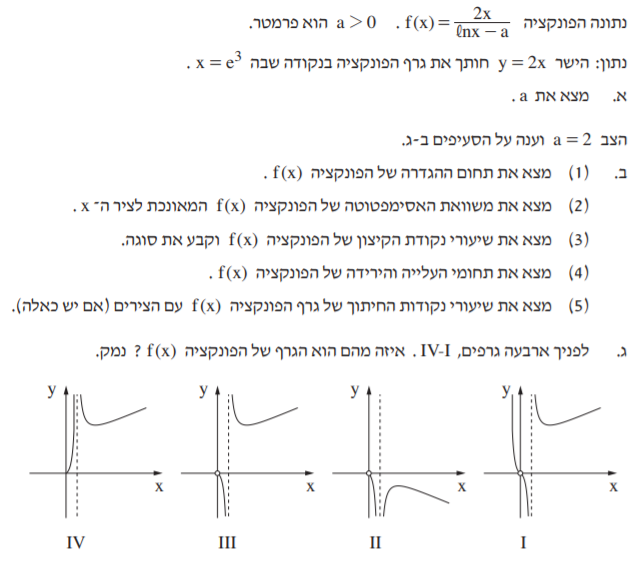 נתונה הפונקציה f(x) = 2x / (ℓnx − a) . a > 0 הוא פרמטר.
נתון: הישר y = 2x חותך את גרף הפונקציה בנקודה שבה x = e³ .
א. מצא את a .
הצב a = 2 וענה על הסעיפים ב-ג.
ב. (1) מצא את תחום ההגדרה של הפונקציה f(x) .
(2) מצא את משוואת האסימפטוטה של הפונקציה f(x) המאונכת לציר ה־ x .
(3) מצא את שיעורי נקודת הקיצון של הפונקציה f(x) וקבע את סוגה.
(4) מצא את תחומי העלייה והירידה של הפונקציה f(x) .
(5) מצא את שיעורי נקודות החיתוך של גרף הפונקציה f(x) עם הצירים (אם יש כאלה).
ג. לפניך ארבעה גרפים, IV-I . איזה מהם הוא הגרף של הפונקציה f(x) ? נמק.
y y y y
x x x x
IV III II I